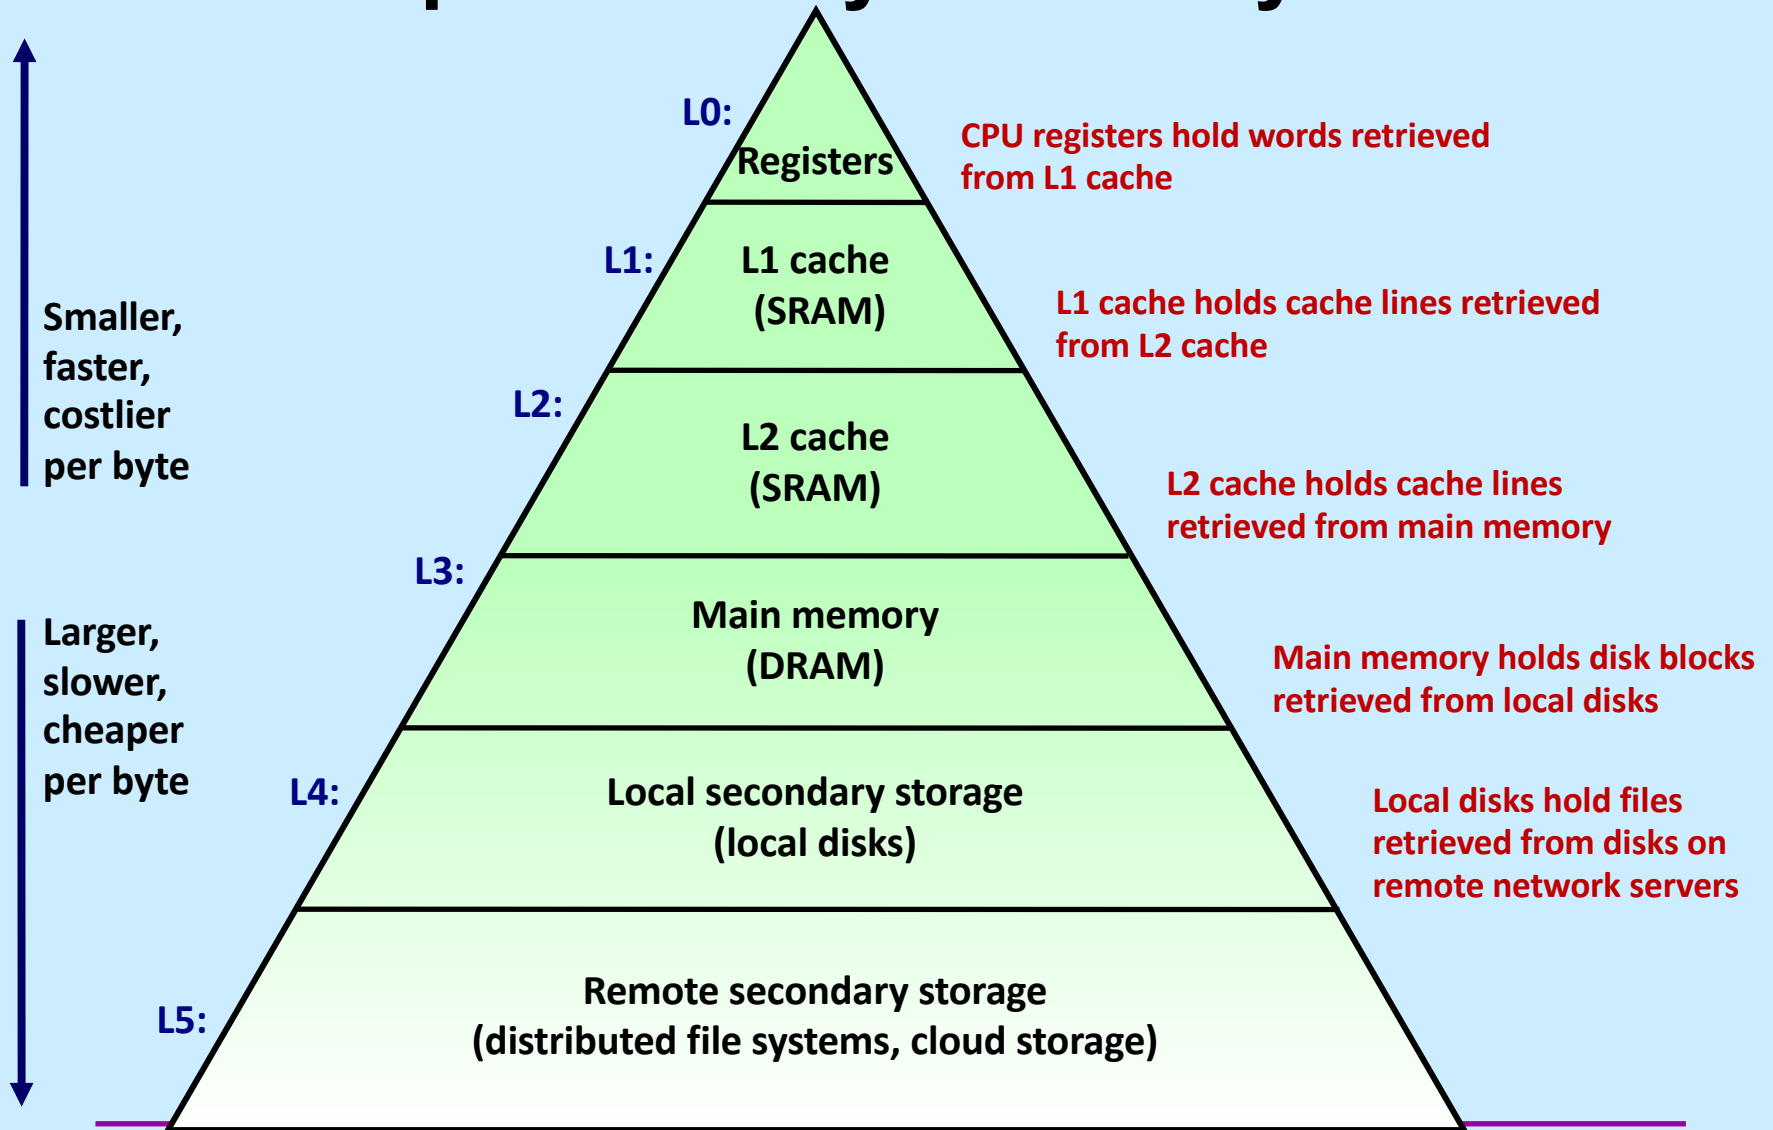 L0:
Registers
CPU registers hold words retrieved
from L1 cache
L1:
L1 cache
(SRAM)
L1 cache holds cache lines retrieved
from L2 cache
Smaller,
faster,
costlier
per byte
L2:
L2 cache
(SRAM)
L2 cache holds cache lines
retrieved from main memory
L3:
Main memory
(DRAM)
Larger,
slower,
cheaper
per byte
Main memory holds disk blocks
retrieved from local disks
L4:
Local secondary storage
(local disks)
Local disks hold files
retrieved from disks on
remote network servers
L5:
Remote secondary storage
(distributed file systems, cloud storage)